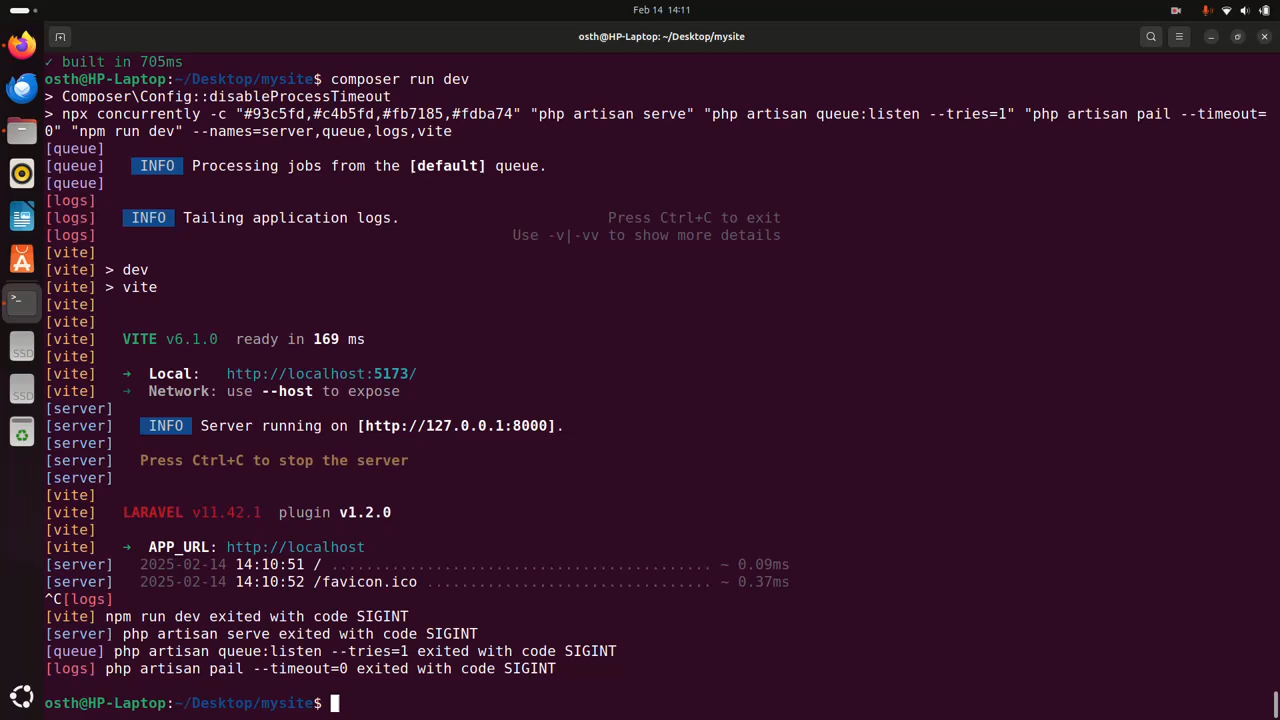 Feb 14 14:11
osth@HP-Laptop: ~/Desktop/mysite
✓ built in 705ms
osth@HP-Laptop:~/Desktop/mysite$ composer run dev
> Composer\Config::disableProcessTimeout
> npx concurrently -c "#93c5fd,#c4b5fd,#fb7185,#fdba74" "php artisan serve" "php artisan queue:listen --tries=1" "php artisan pail --timeout=
0" "npm run dev" --names=server,queue,logs,vite
[queue]
[queue]    INFO  Processing jobs from the [default] queue.
[queue]
[logs]
[logs]    INFO  Tailing application logs.                        Press Ctrl+C to exit
[logs]                                                Use -v|-vv to show more details
[vite]
[vite] > dev
[vite] > vite
[vite]
[vite]
[vite]   VITE v6.1.0  ready in 169 ms
[vite]
[vite]   ➜  Local:   http://localhost:5173/
[vite]   ➜  Network: use --host to expose
[server]
[server]    INFO  Server running on [http://127.0.0.1:8000].
[server]
[server]   Press Ctrl+C to stop the server
[server]
[vite]
[vite]   LARAVEL v11.42.1  plugin v1.2.0
[vite]
[vite]   ➜  APP_URL: http://localhost
[server]   2025-02-14 14:10:51 / ............................................ ~ 0.09ms
[server]   2025-02-14 14:10:52 /favicon.ico ................................. ~ 0.37ms
^C[logs]
[vite] npm run dev exited with code SIGINT
[server] php artisan serve exited with code SIGINT
[queue] php artisan queue:listen --tries=1 exited with code SIGINT
[logs] php artisan pail --timeout=0 exited with code SIGINT
osth@HP-Laptop:~/Desktop/mysite$
SSD
SSD